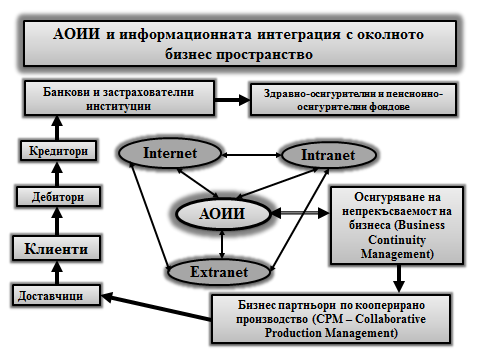 АОИИ и информационната интеграция с околното
бизнес пространство
Банкови и застрахователни
институции
Здравно-осигурителни и пенсионно-
осигурителни фондове
Кредитори
Internet
Intranet
Дебитори
АОИИ
Осигуряване на
непрекъсваемост на
бизнеса (Business
Continuity
Management)
Клиенти
Extranet
Доставчици
Бизнес партньори по кооперирано
производство (CPM – Collaborative
Production Management)